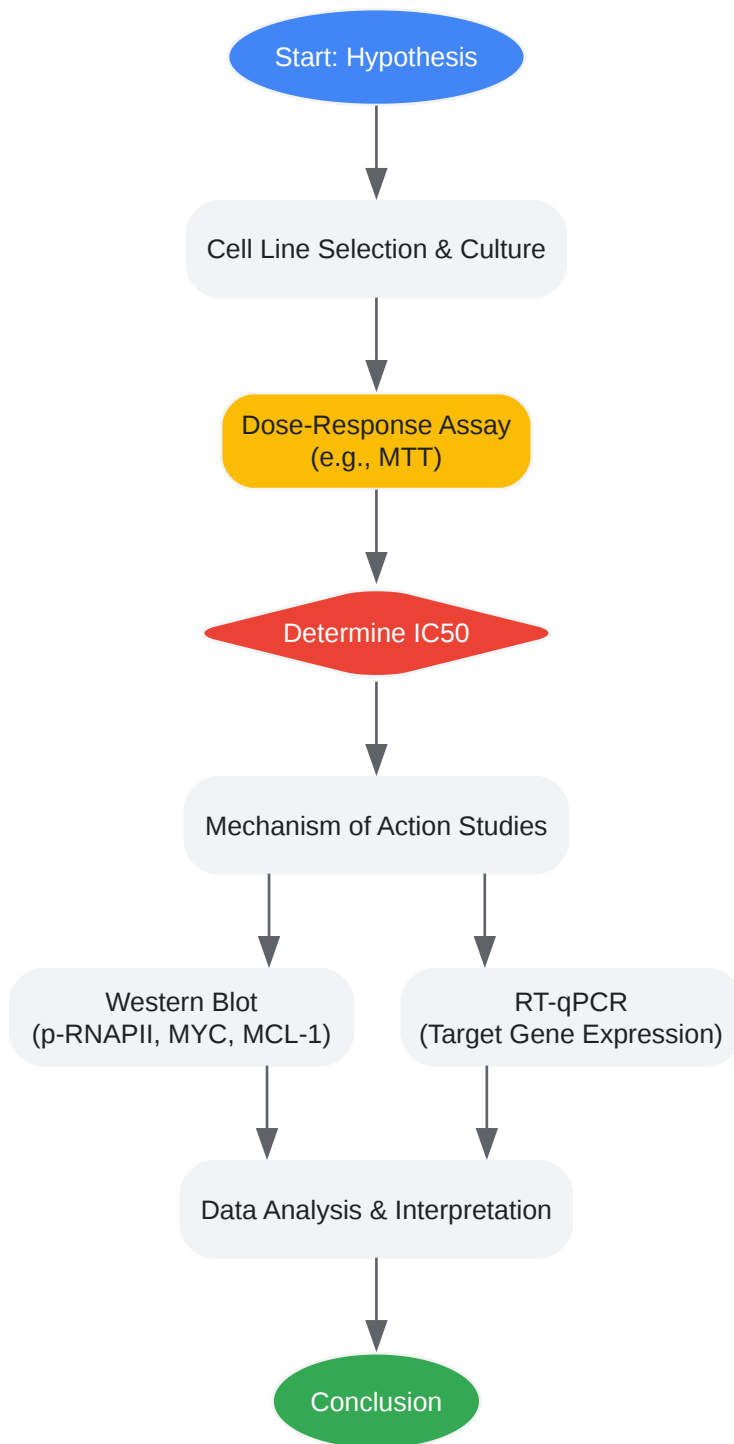 Start: Hypothesis
Cell Line Selection & Culture
Dose-Response Assay
(e.g., MTT)
Determine IC50
Mechanism of Action Studies
Western Blot
(p-RNAPII, MYC, MCL-1)
RT-qPCR
(Target Gene Expression)
Data Analysis & Interpretation
Conclusion